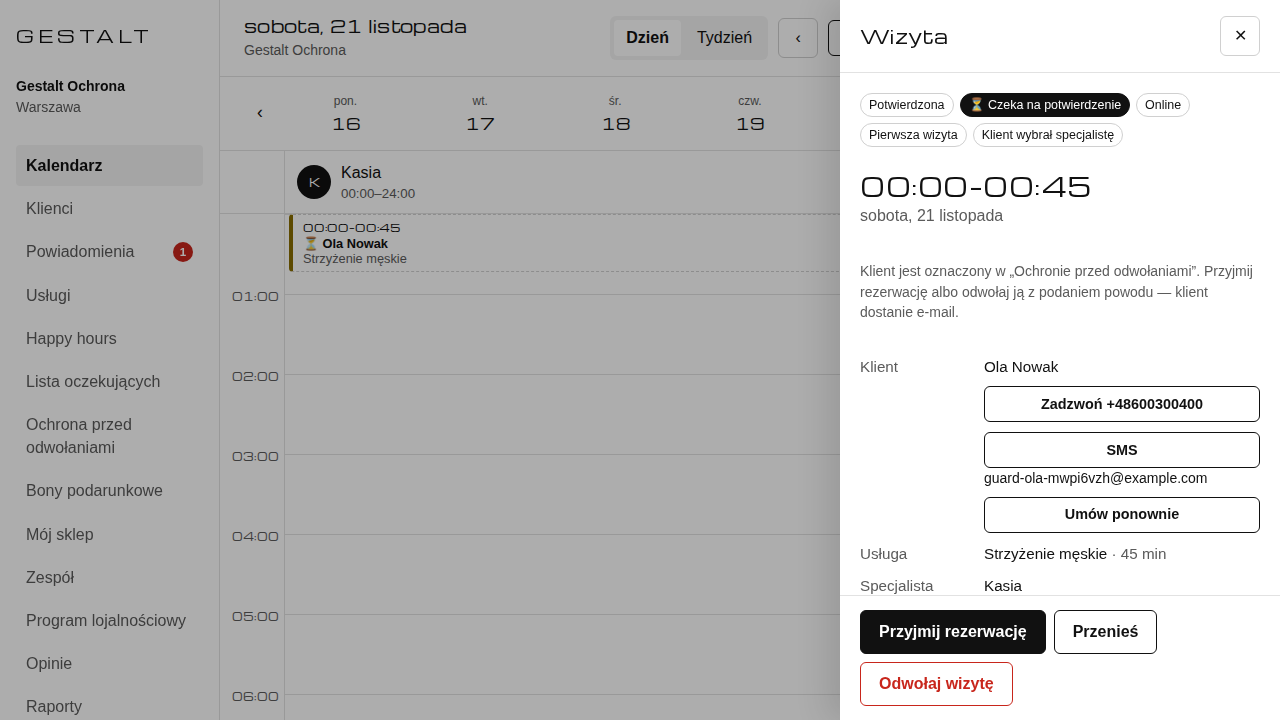 GESTALT
Gestalt Ochrona
Warszawa
Kalendarz
Klienci
Powiadomienia 1
Usługi
Happy hours
Lista oczekujących
Ochrona przed
odwołaniami
Bony podarunkowe
Mój sklep
Zespół
Program lojalnościowy
Opinie
Raporty
sobota, 21 listopada
Gestalt Ochrona
Dzień Tydzień ‹
‹ pon. wt. śr. czw.
16 17 18 19
K Kasia
00:00–24:00
00:00–00:45
⏳ Ola Nowak
Strzyżenie męskie
01:00
02:00
03:00
04:00
05:00
06:00
Wizyta ✕
Potwierdzona ⏳ Czeka na potwierdzenie Online
Pierwsza wizyta Klient wybrał specjalistę
00:00–00:45
sobota, 21 listopada
Klient jest oznaczony w „Ochronie przed odwołaniami”. Przyjmij
rezerwację albo odwołaj ją z podaniem powodu — klient
dostanie e-mail.
Klient Ola Nowak
Zadzwoń +48600300400
SMS
guard-ola-mwpi6vzh@example.com
Umów ponownie
Usługa Strzyżenie męskie · 45 min
Specjalista Kasia
Przyjmij rezerwację Przenieś
Odwołaj wizytę